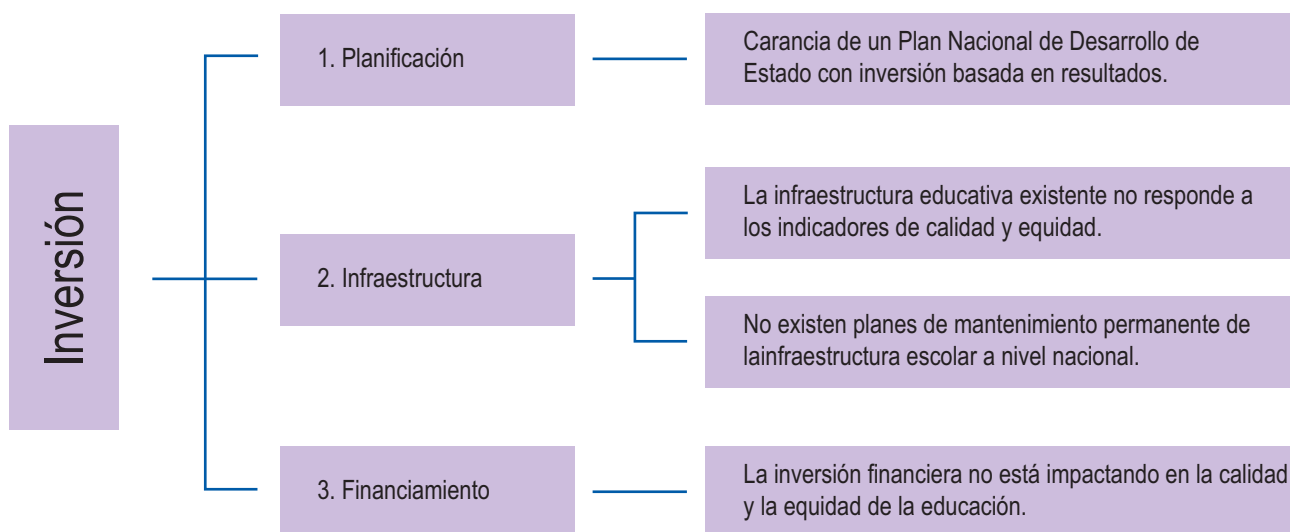 Inversión
1. Planificación
Carancia de un Plan Nacional de Desarrollo de
Estado con inversión basada en resultados.
2. Infraestructura
La infraestructura educativa existente no responde a
los indicadores de calidad y equidad.
No existen planes de mantenimiento permanente de
lainfraestructura escolar a nivel nacional.
3. Financiamiento
La inversión financiera no está impactando en la calidad
y la equidad de la educación.